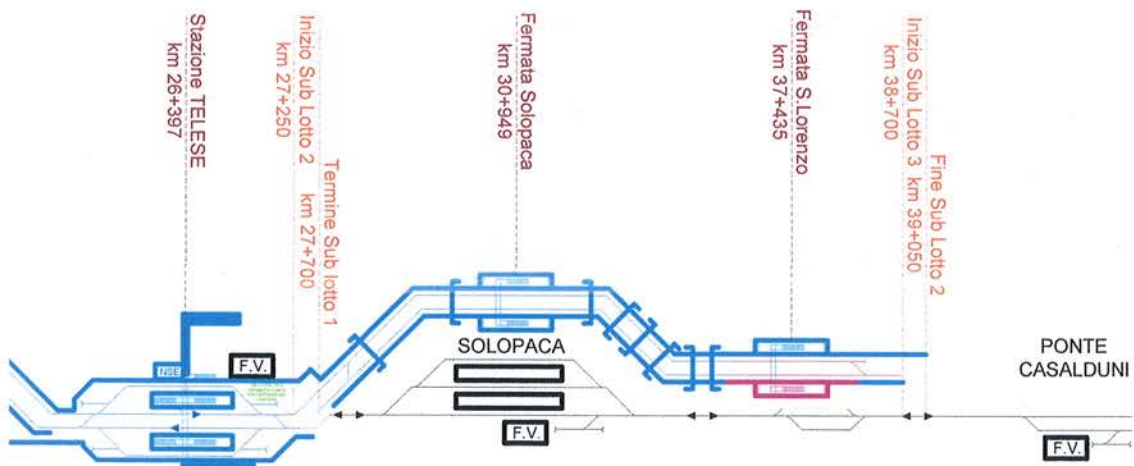 Stazione TELESE
km 26+397
Inizio Sub Lotto 2
km 27+250
Termine Sub lotto 1
km 27+700
Fermata Solopaca
km 30+949
Fermata S.Lorenzo
km 37+435
Inizio Sub Lotto 3
km 38+700
Fine Sub Lotto 2
km 39+050
NSE
F.V.
SOLOPACA
F.V.
PONTE
CASALDUNI
F.V.